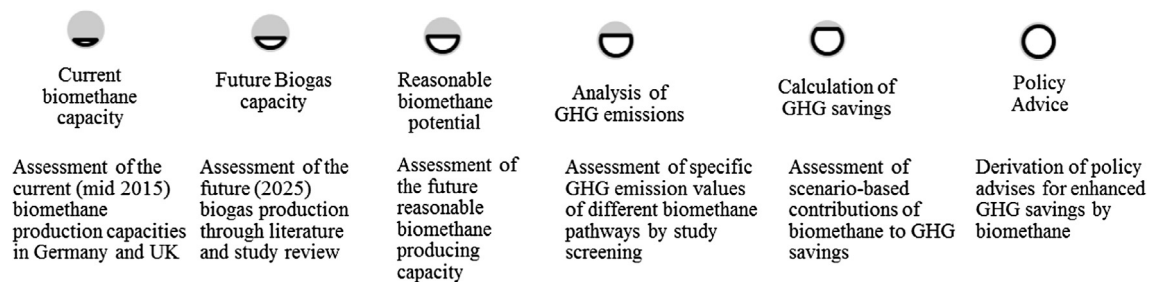 Current
biomethane
capacity
Future Biogas
capacity
Reasonable
biomethane
potential
Analysis of
GHG emissions
Calculation of
GHG savings
Policy
Advice
Assessment of the
current (mid 2015)
biomethane
production capacities
in Germany and UK
Assessment of the
future (2025)
biogas production
through literature
and study review
Assessment of
the future
reasonable
biomethane
producing
capacity
Assessment of specific
GHG emission values
of different biomethane
pathways by study
screening
Assessment of
scenario-based
contributions of
biomethane to GHG
savings
Derivation of policy
advises for enhanced
GHG savings by
biomethane